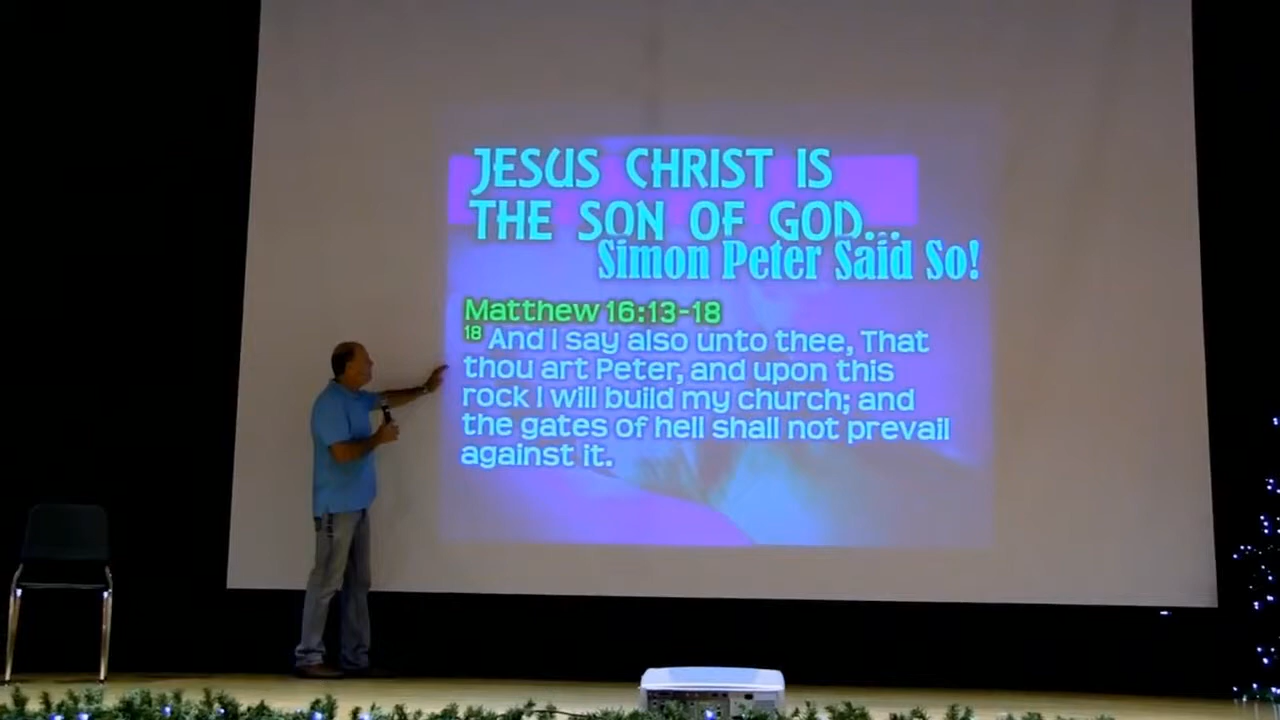 JESUS CHRIST IS
THE SON OF GOD...
Simon Peter Said So!
Matthew 16:13-18
18 And I say also unto thee, That
thou art Peter, and upon this
rock I will build my church; and
the gates of hell shall not prevail
against it.